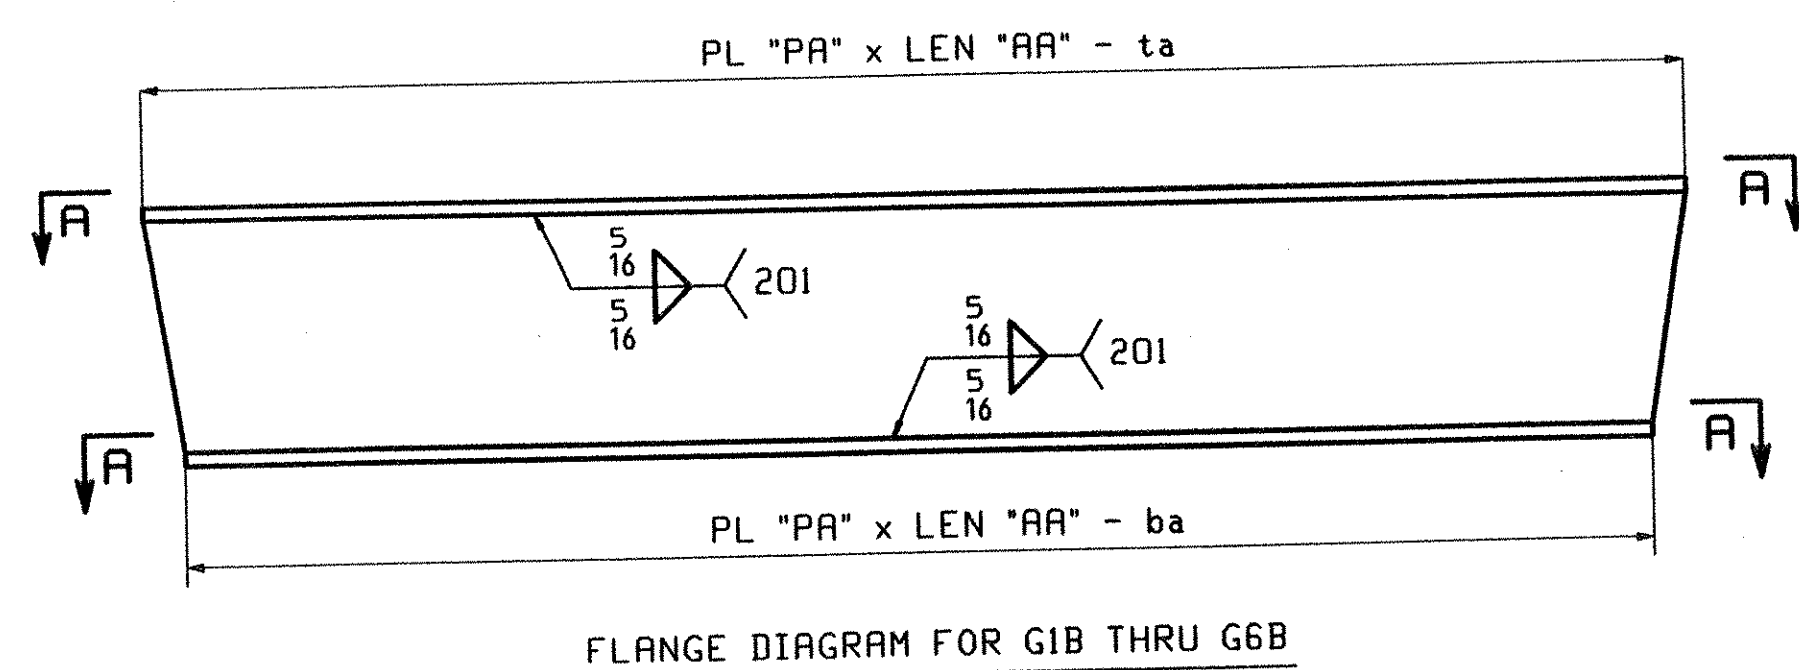 PL "PA" x LEN "AA" - ta
A
A
5
16
5
16
201
5
16
5
16
201
A
A
PL "PA" x LEN "AA" - ba
FLANGE DIAGRAM FOR G1B THRU G6B